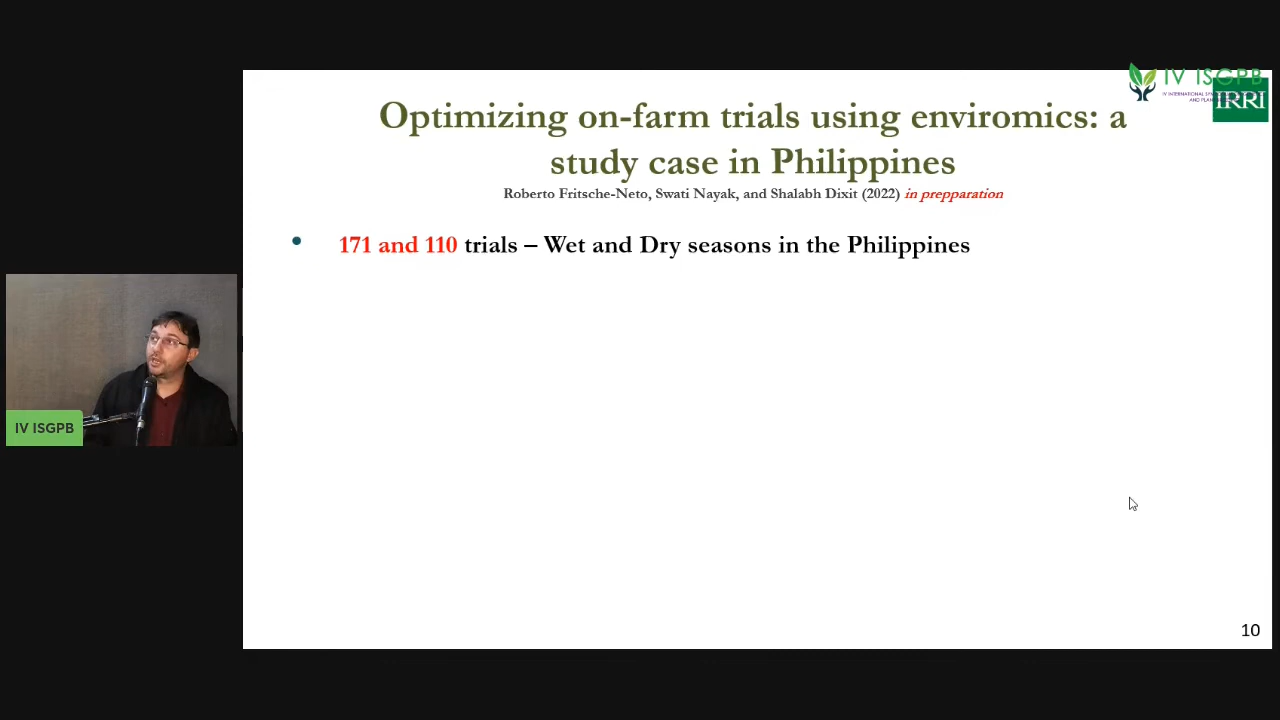 IV ISGPB
IRRI
Optimizing on-farm trials using enviromics: a
study case in Philippines
Roberto Fritsche-Neto, Swati Nayak, and Shalabh Dixit (2022) in prepparation
• 171 and 110 trials – Wet and Dry seasons in the Philippines
IV ISGPB
10